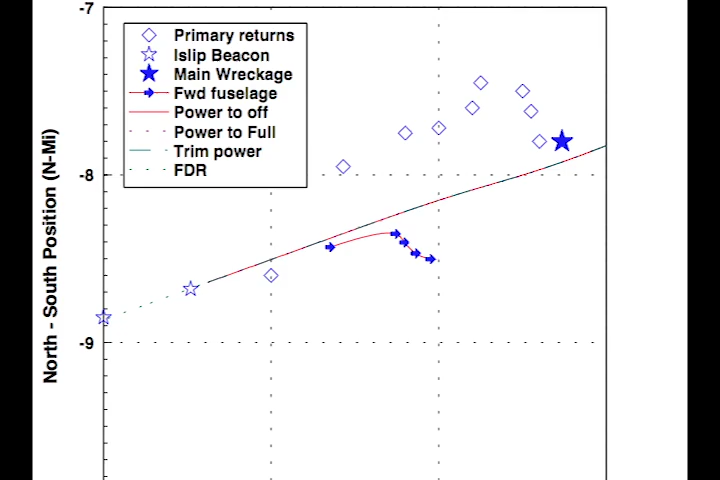 -7
Primary returns
Islip Beacon
Main Wreckage
Fwd fuselage
Power to off
Power to Full
Trim power
FDR
-8
-9
North - South Position (N-Mi)